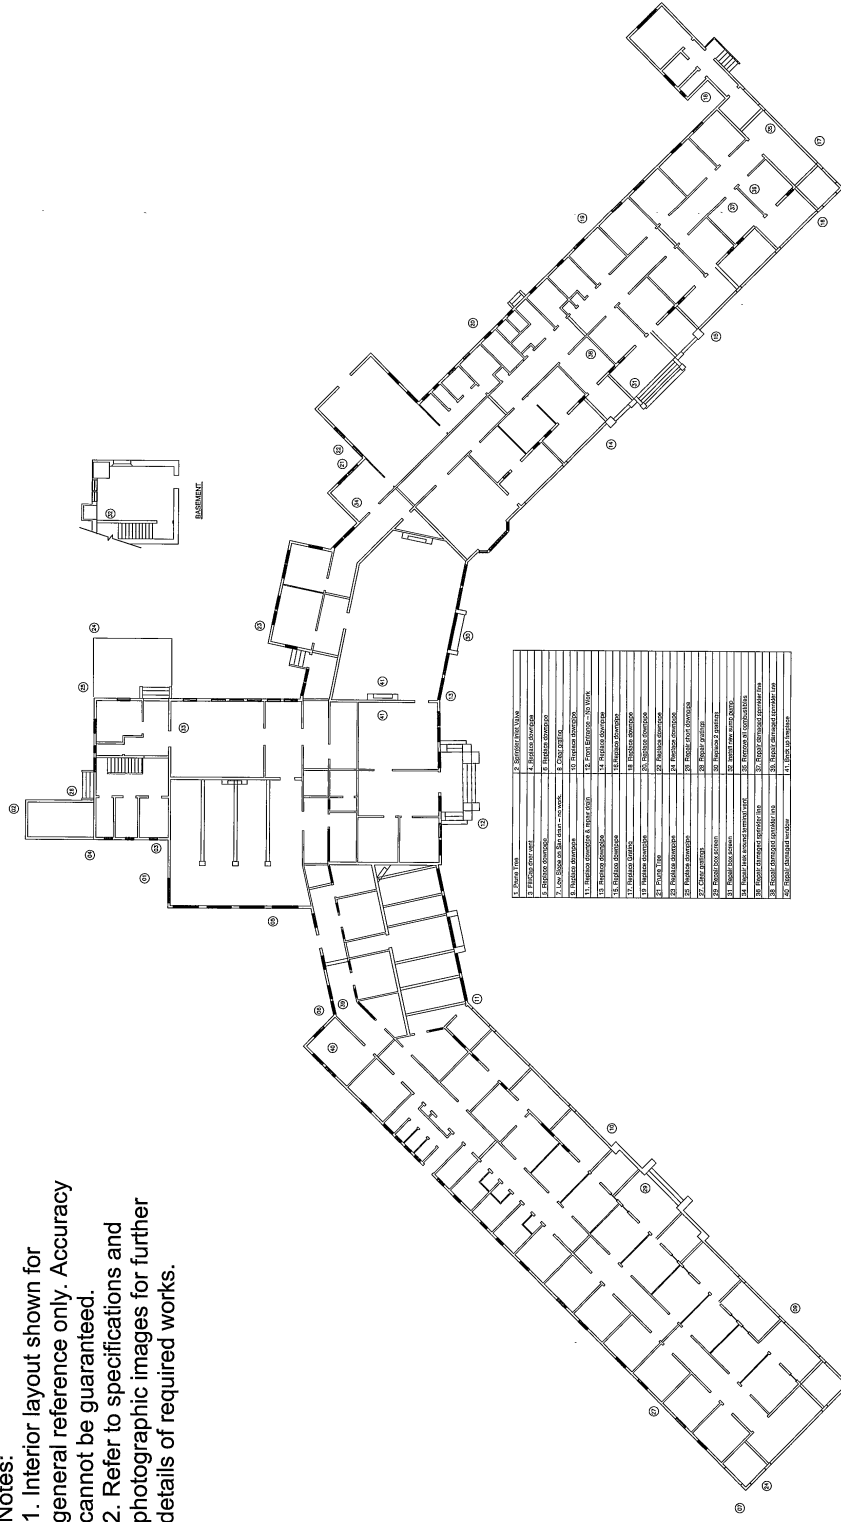 Notes:
1. Interior layout shown for
general reference only. Accuracy
cannot be guaranteed.
2. Refer to specifications and
photographic images for further
details of required works.
BASEMENT
1. Prune Tree
2. Sprinkler Inlet Valve
3. Fill/Cap drier vent
4. Replace downpipe
5. Replace downpipe
6. Replace downpipe
7. Low Slope on San drain – no work.
8. Clear grating
9. Replace downpipe
10. Replace downpipe
11. Replace downpipe & repair drain
12. Front Entrance – No Work
13. Replace downpipe
14. Replace downpipe
15. Replace downpipe
16. Replace downpipe
17. Replace Grating
18. Replace downpipe
19. Replace downpipe
20. Replace downpipe
21. Prune Tree
22. Replace downpipe
23. Replace downpipe
24. Replace downpipe
25. Replace downpipe
26. Repair short downpipe
27. Clear gratings
28. Repair gratings
29. Repair box screen
30. Replace 2 gratings
31. Repair box screen
32. Install new sump pump
34. Repair leak around terminal vent
35. Remove all combustibles
36. Repair damaged sprinkler line
37. Repair damaged sprinkler line
38. Repair damaged sprinkler line
39. Repair damaged sprinkler line
40. Repair damaged window
41. Brick up fireplace